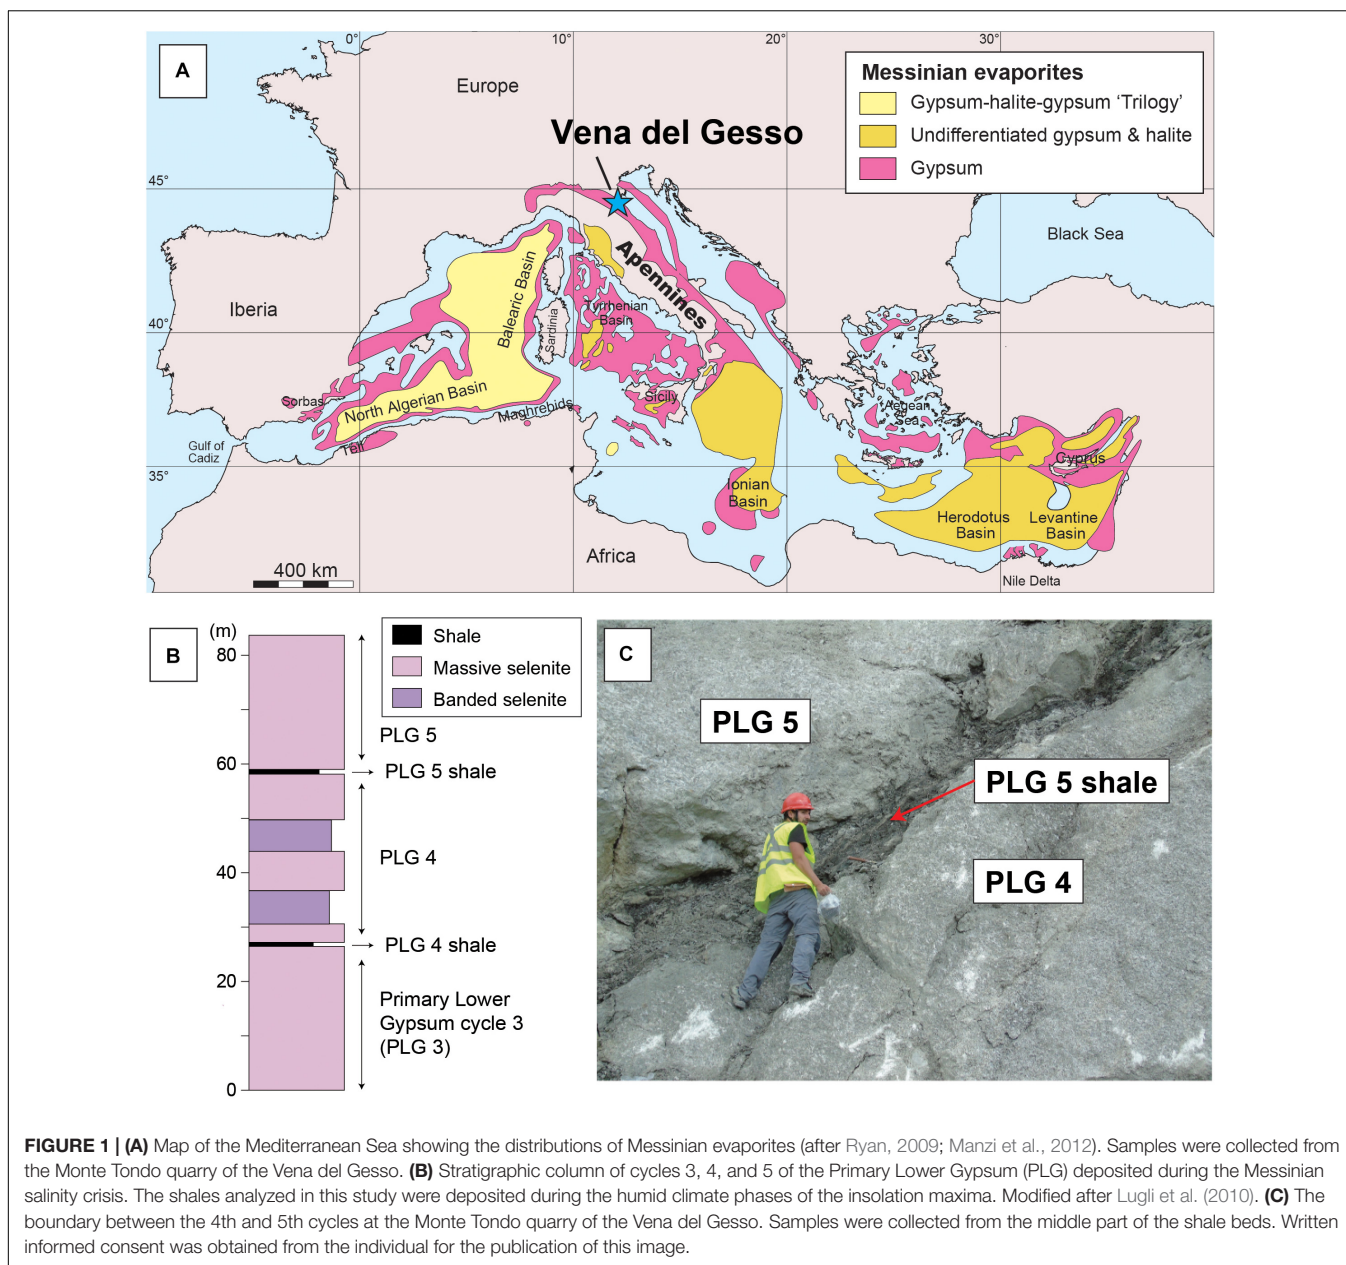 A
0°
10°
20°
30°
Europe
Messinian evaporites
Gypsum-halite-gypsum 'Trilogy'
Undifferentiated gypsum & halite
Gypsum
Vena del Gesso
45°
Black Sea
Apennines
Iberia
Balearic Basin
Tyrrhenian
Basin
40°
Sardinia
North Algerian Basin
Sorbas
Sicily
Maghrebids
Aegean
Sea
Gulf of
Cadiz
Tell
Cyprus
35°
Ionian
Basin
Herodotus
Basin
Levantine
Basin
Africa
400 km
Nile Delta
B
(m)
80
60
40
20
0
Shale
Massive selenite
Banded selenite
PLG 5
PLG 5 shale
PLG 4
PLG 4 shale
Primary Lower
Gypsum cycle 3
(PLG 3)
C
PLG 5
PLG 5 shale
PLG 4
FIGURE 1 | (A) Map of the Mediterranean Sea showing the distributions of Messinian evaporites (after Ryan, 2009; Manzi et al., 2012). Samples were collected from
the Monte Tondo quarry of the Vena del Gesso. (B) Stratigraphic column of cycles 3, 4, and 5 of the Primary Lower Gypsum (PLG) deposited during the Messinian
salinity crisis. The shales analyzed in this study were deposited during the humid climate phases of the insolation maxima. Modified after Lugli et al. (2010). (C) The
boundary between the 4th and 5th cycles at the Monte Tondo quarry of the Vena del Gesso. Samples were collected from the middle part of the shale beds. Written
informed consent was obtained from the individual for the publication of this image.